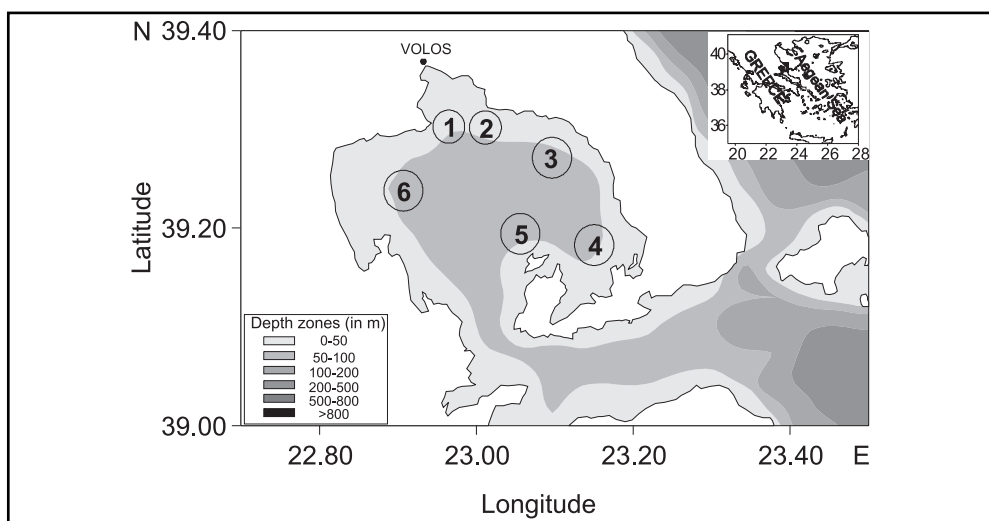 N 39.40
VOLOS
40
38
36
GREECE
Aegean Sea
20 22 24 26 28
1 2
3
6
5 4
39.20
Latitude
Depth zones (in m)
0-50
50-100
100-200
200-500
500-800
>800
39.00
22.80 23.00 23.20 23.40 E
Longitude